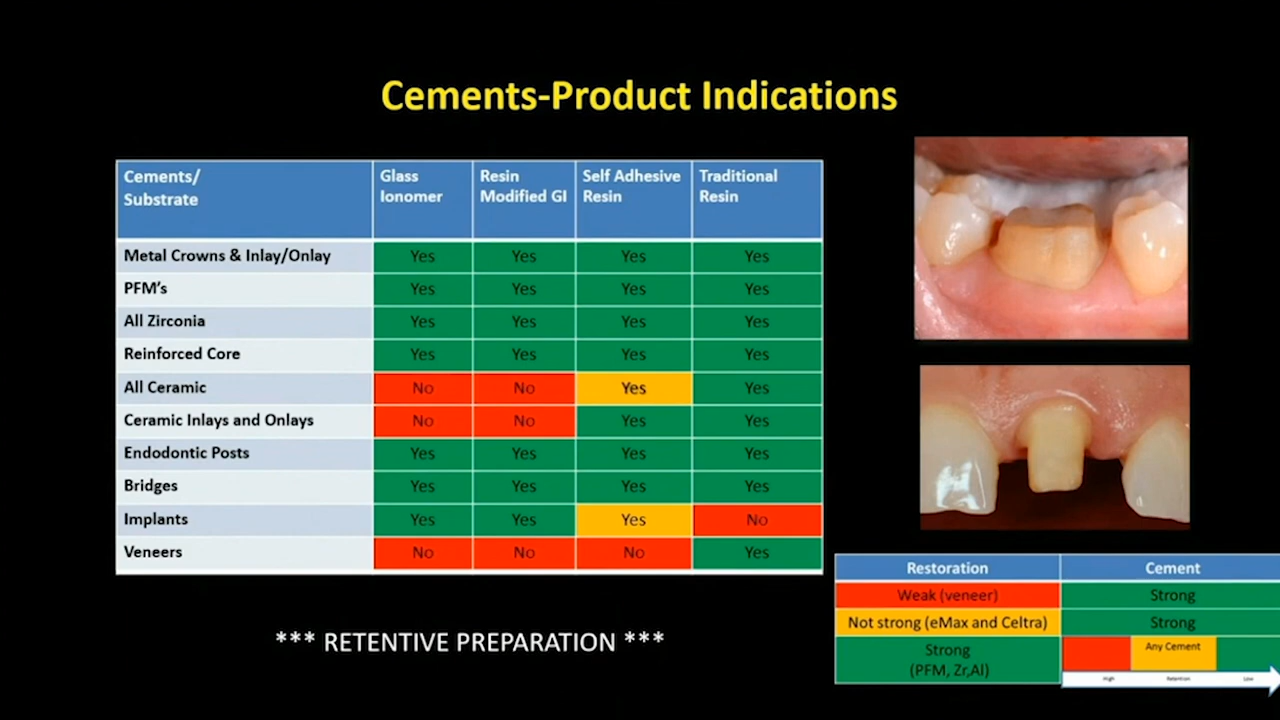 Cements-Product Indications
Cements/ Glass Resin Self Adhesive Traditional
Substrate Ionomer Modified GI Resin Resin
Metal Crowns & Inlay/Onlay Yes Yes Yes Yes
PFM's Yes Yes Yes Yes
All Zirconia Yes Yes Yes Yes
Reinforced Core Yes Yes Yes Yes
All Ceramic No No Yes Yes
Ceramic Inlays and Onlays No No Yes Yes
Endodontic Posts Yes Yes Yes Yes
Bridges Yes Yes Yes Yes
Implants Yes Yes Yes No
Veneers No No No Yes
*** RETENTIVE PREPARATION ***
Restoration Cement
Weak (veneer) Strong
Not strong (eMax and Celtra) Strong
Strong Any Cement
(PFM, Zr,Al)
High Retention Low